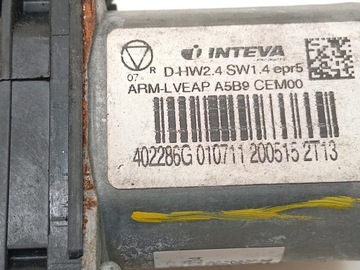 INTEVA
07 R
D-HW2.4 SW1.4 epr5
ARM-LVEAP A5B9 CEM00
402286G 010711 200515 2T13